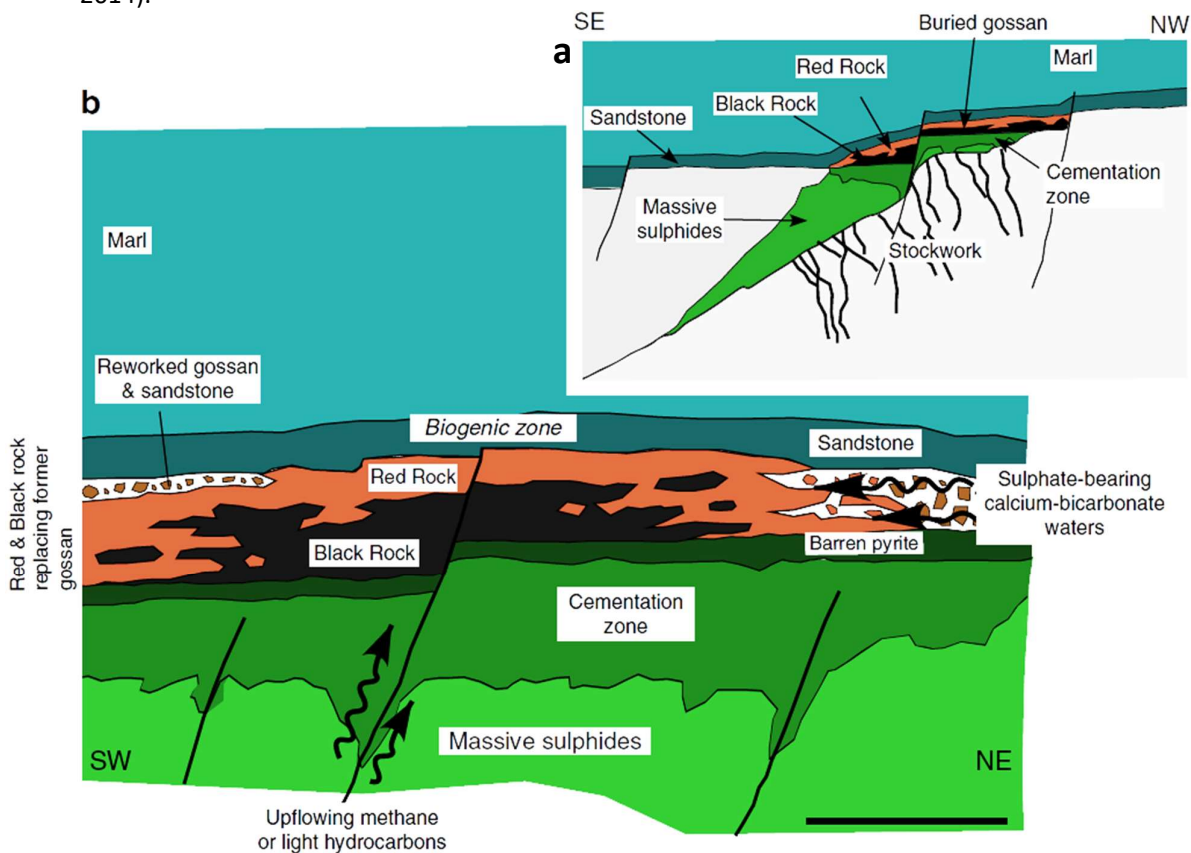 2014).
SE
NW
a
Buried gossan
Red Rock
Marl
Black Rock
Sandstone
Cementation
zone
Massive
sulphides
Stockwork
b
Marl
Reworked gossan
& sandstone
Biogenic zone
Sandstone
Red Rock
Sulphate-bearing
calcium-bicarbonate
waters
Red & Black rock
replacing former
gossan
Black Rock
Barren pyrite
Cementation
zone
Massive sulphides
SW
NE
Upflowing methane
or light hydrocarbons